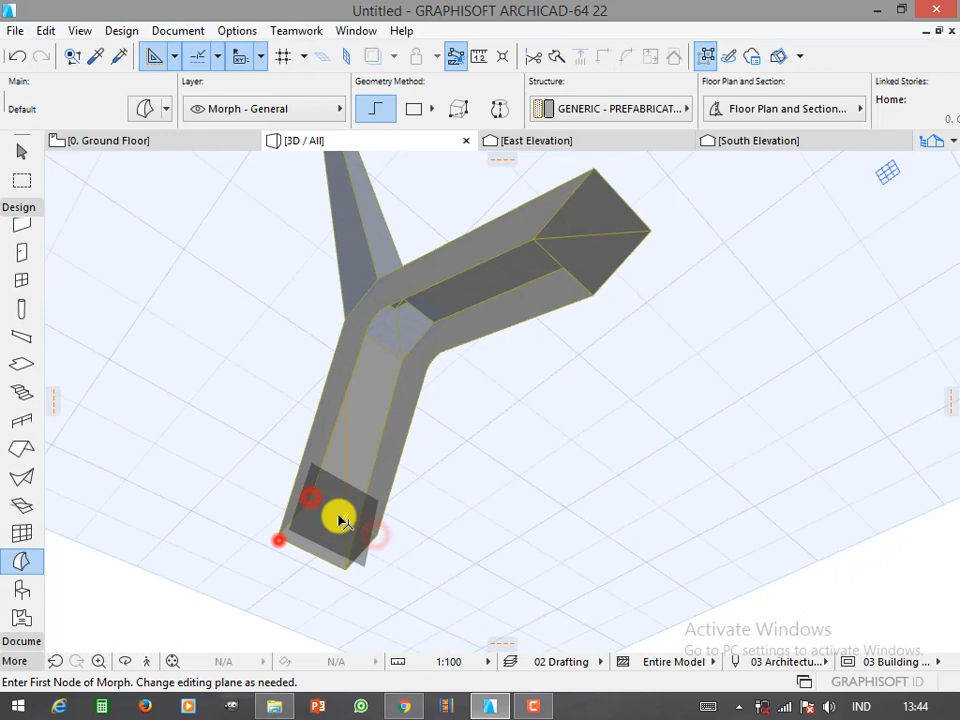 Untitled - GRAPHISOFT ARCHICAD-64 22
File Edit View Design Document Options Teamwork Window Help
Main: Layer: Geometry Method: Structure: Floor Plan and Section: Linked Stories:
Default Morph - General GENERIC - PREFABRICAT... Floor Plan and Section... Home:
[0. Ground Floor] [3D / All] [East Elevation] [South Elevation]
Design
Activate Windows
Go to PC settings to activate Windows.
Docume
More N/A N/A 1:100 02 Drafting Entire Model 03 Architectu... 03 Building ...
Enter First Node of Morph. Change editing plane as needed. GRAPHISOFT ID
IND 13:44